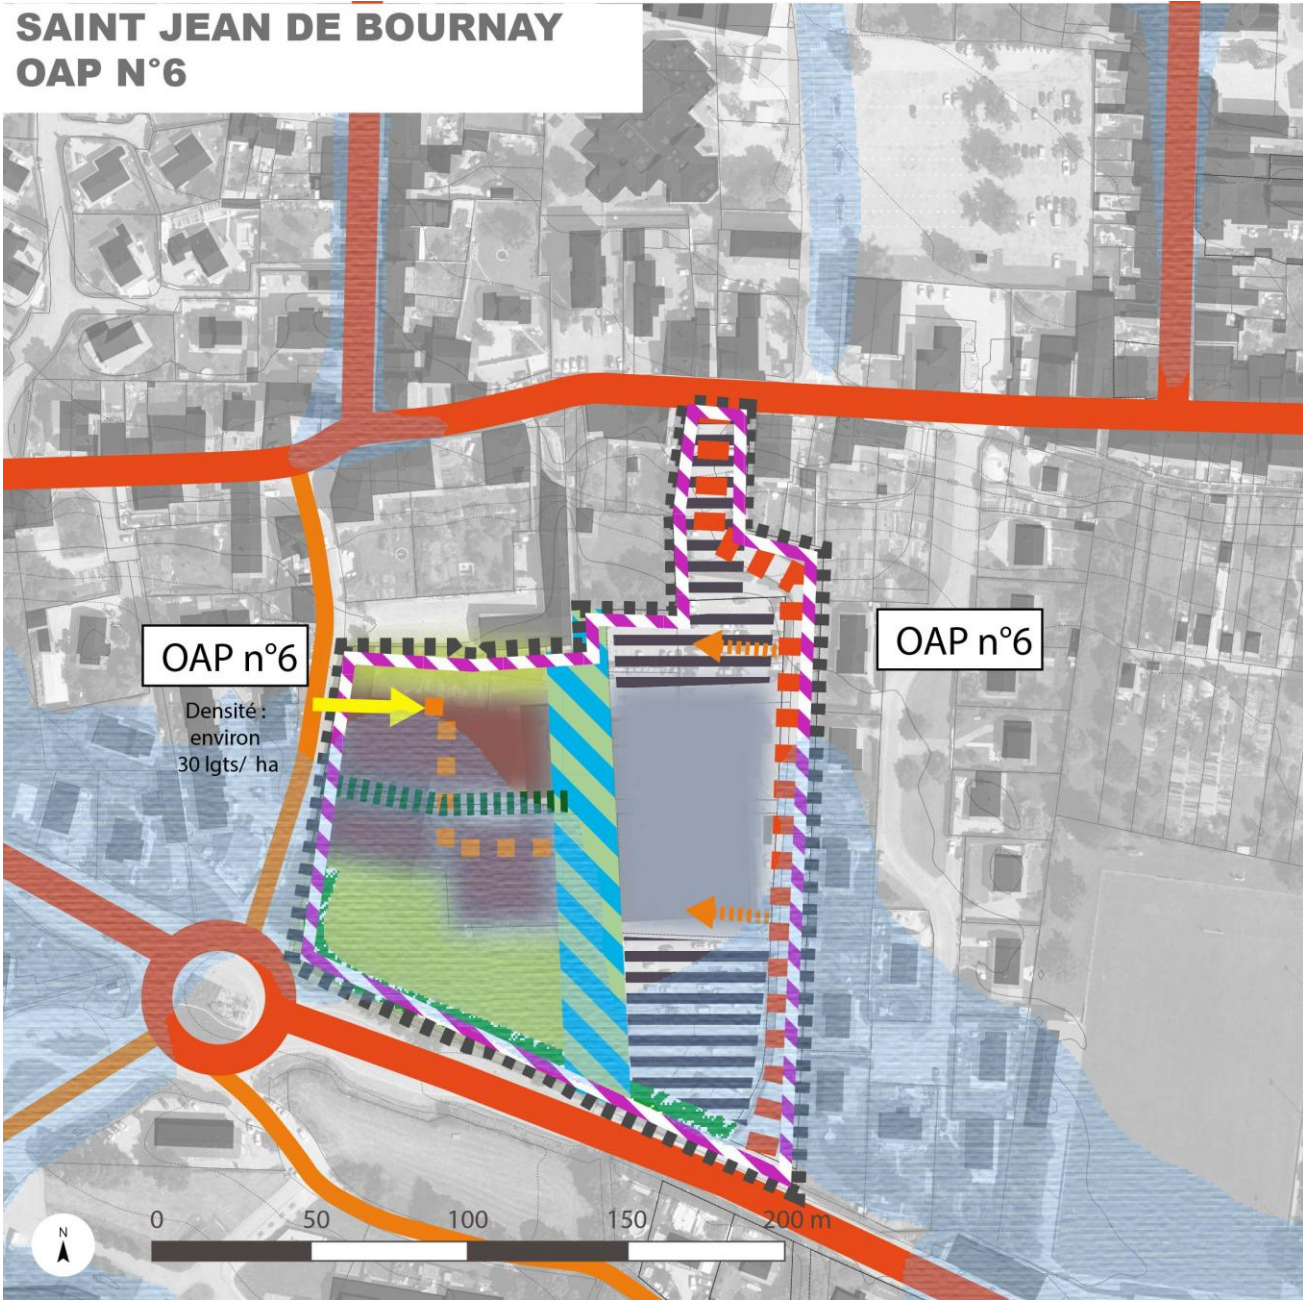 SAINT JEAN DE BOURNAY
OAP N°6
OAP n°6
OAP n°6
Densité :
environ
30 lgts/ ha
0 50 100 150 200 m
N